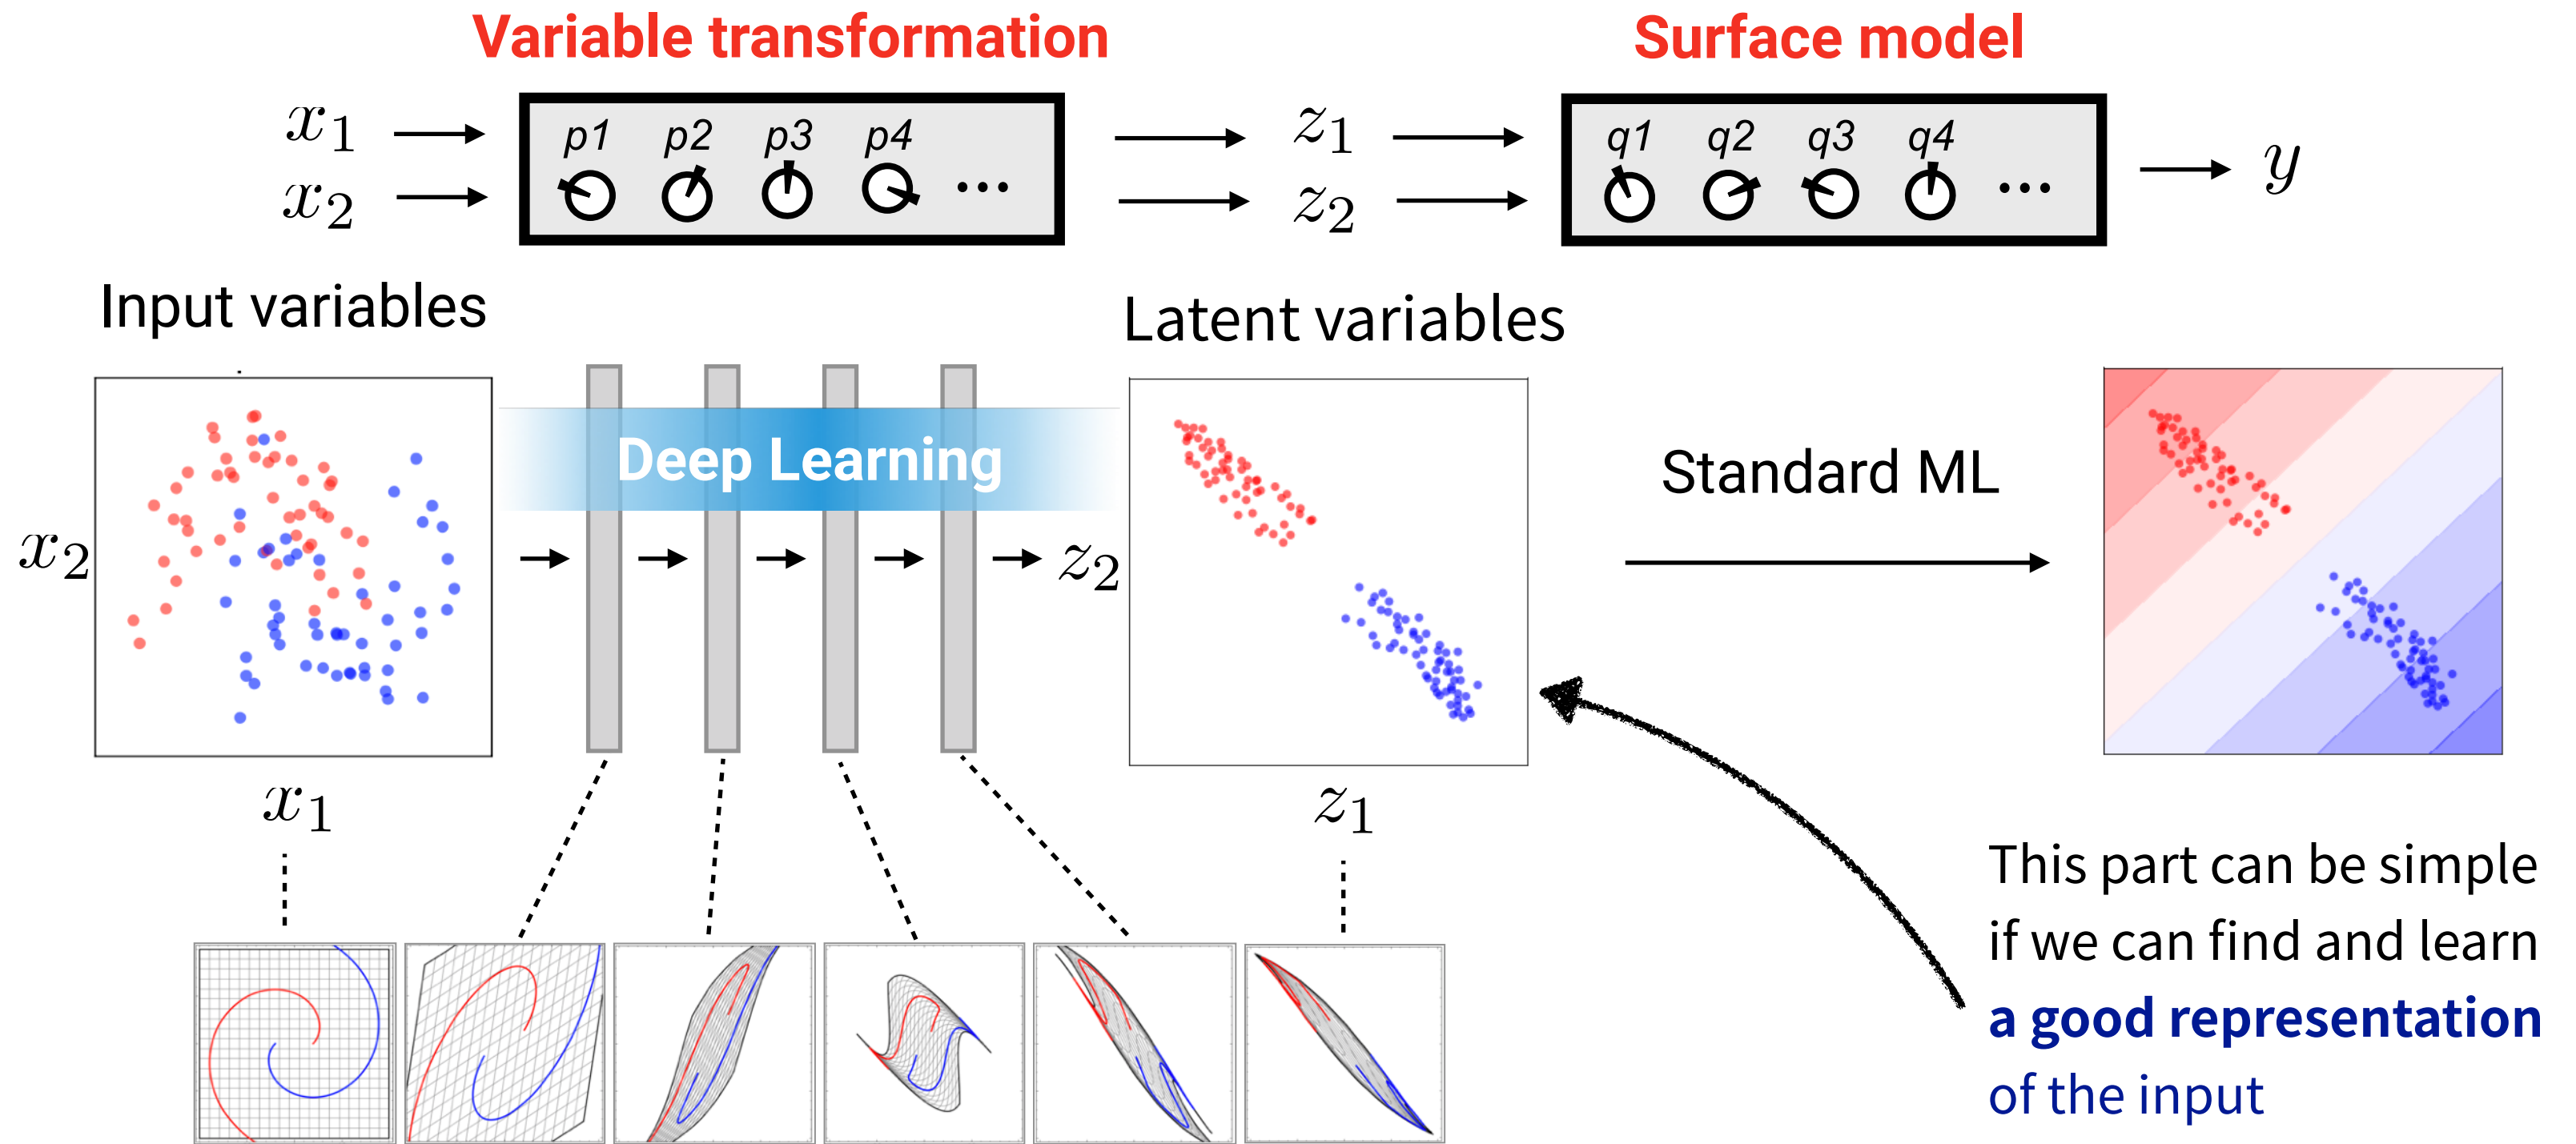 Variable transformation
Surface model
x1
x2
p1 p2 p3 p4 ...
z1
z2
q1 q2 q3 q4 ...
y
Input variables
Latent variables
Deep Learning
Standard ML
x2
z2
x1
z1
This part can be simple
if we can find and learn
a good representation
of the input